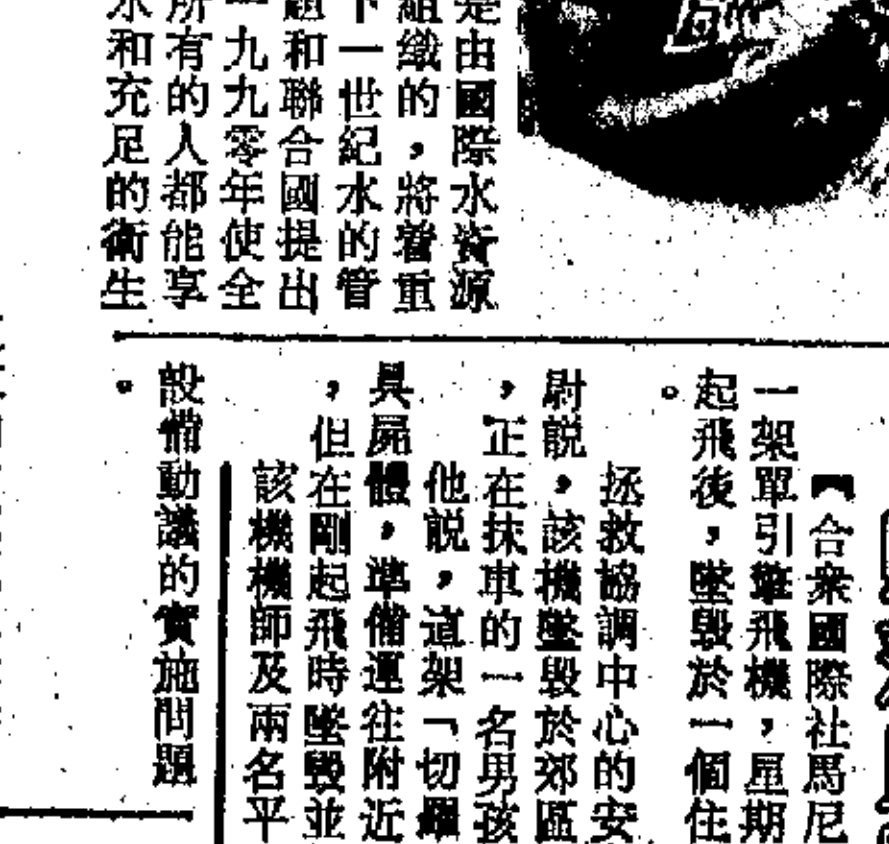 是由國際水資源
組織的，將着重
下一世紀水的管
題和聯合國提出
一九九零年使全
所有的人都能享
水和充足的衛生
設備動議的實施問題
。
【合衆國際社馬尼
一架單引擎飛機，星期
起飛後，墜毀於一個住
。
拯救協調中心的安
尉説，該機墜毀於郊區
，正在抹車的一名男孩
他説，這架「切羅
具屍體，準備運往附近
，但在剛起飛時墜毀並
該機機師及兩名平